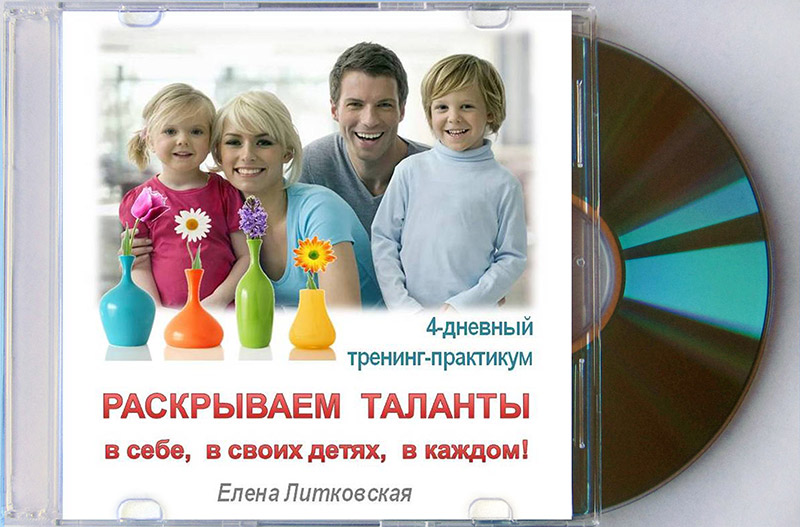 4-дневный
тренинг-практикум
РАСКРЫВАЕМ ТАЛАНТЫ
в себе, в своих детях, в каждом!
Елена Литковская